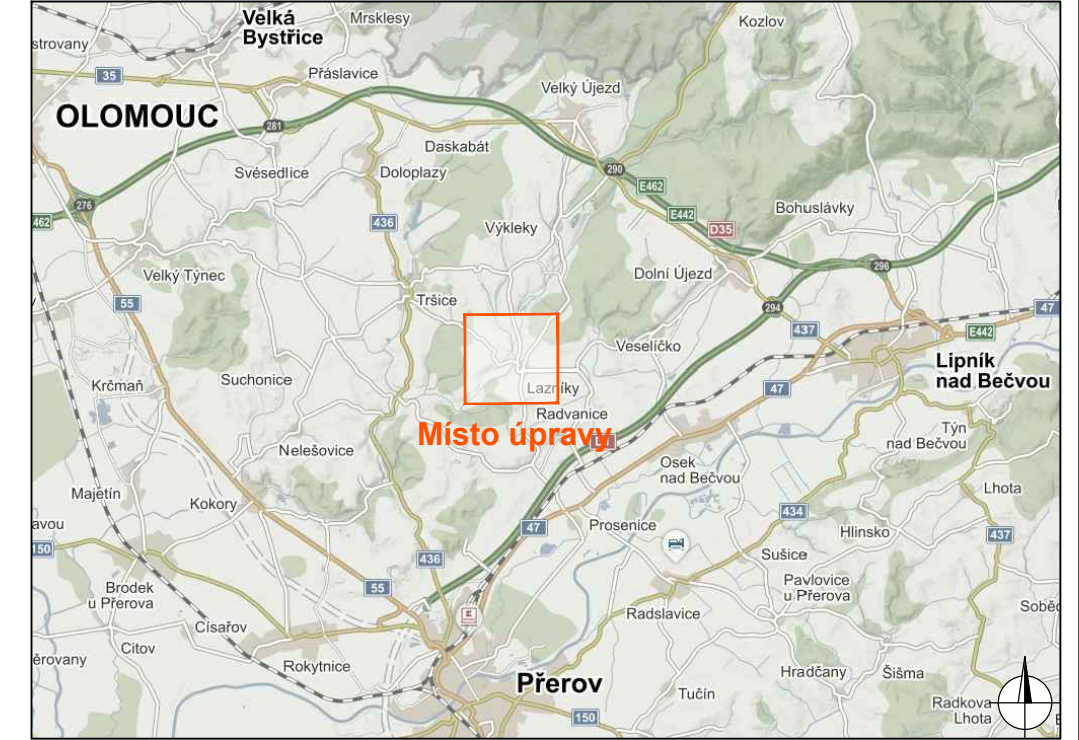 Velká
Bystřice
Mrsklesy
Kozlov
strovany
35
Přáslavice
Velký Újezd
OLOMOUC
281
Daskabát
Svésedlice
Doloplazy
290
E462
276
462
436
Výkleky
E442
D35
Bohuslávky
Velký Týnec
Dolní Újezd
296
55
Tršice
294
47
437
E442
Veselíčko
Lipník
nad Bečvou
Krčmaň
Suchonice
Lazníky
47
Radvanice
Místo úpravy
Týn
nad Bečvou
Nelešovice
Osek
nad Bečvou
Majetín
Kokory
Lhota
434
avou
47
Prosenice
Hlinsko
437
150
436
Sušice
Brodek
u Přerova
55
Pavlovice
u Přerova
Císařov
K
Radslavice
Soběc
Citov
ěrovany
Rokytnice
Hradčany
Šišma
Přerov
Tučín
Radkova
Lhota
150